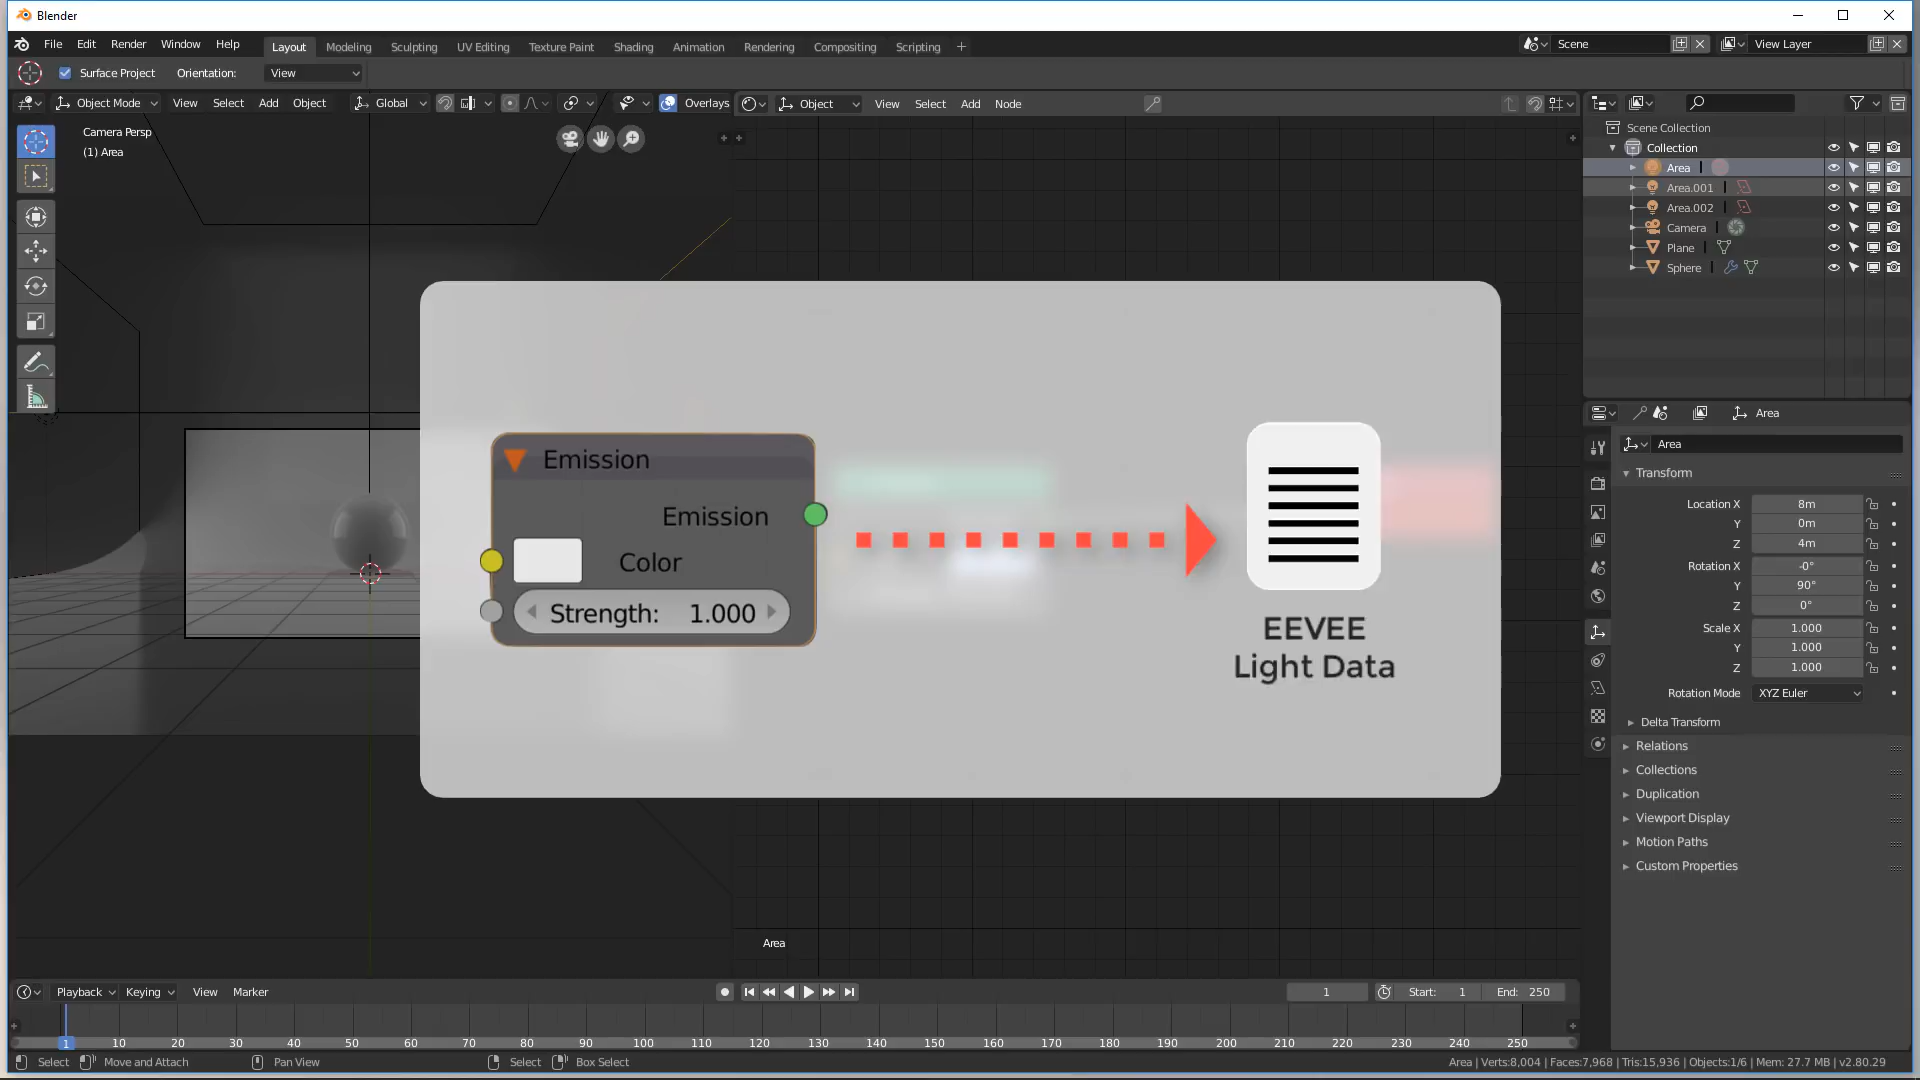 Blender
File Edit Render Window Help
Layout Modeling Sculpting UV Editing Texture Paint Shading Animation Rendering Compositing Scripting +
Scene
View Layer
Surface Project Orientation: View
Object Mode View Select Add Object Global Overlays
Object View Select Add Node
Camera Persp
(1) Area
Scene Collection
Collection
Area
Area.001
Area.002
Camera
Plane
Sphere
Emission
Emission
Color
Strength: 1.000
EEVEE
Light Data
Area
Area
Area
Transform
Location X 8m
Y 0m
Z 4m
Rotation X -0°
Y 90°
Z 0°
Scale X 1.000
Y 1.000
Z 1.000
Rotation Mode XYZ Euler
Delta Transform
Relations
Collections
Duplication
Viewport Display
Motion Paths
Custom Properties
Playback Keying View Marker
1 Start: 1 End: 250
1 10 20 30 40 50 60 70 80 90 100 110 120 130 140 150 160 170 180 190 200 210 220 230 240 250
Select Move and Attach Pan View Select Box Select
Area | Verts:8,004 | Faces:7,968 | Tris:15,936 | Objects:1/6 | Mem: 27.7 MB | v2.80.29